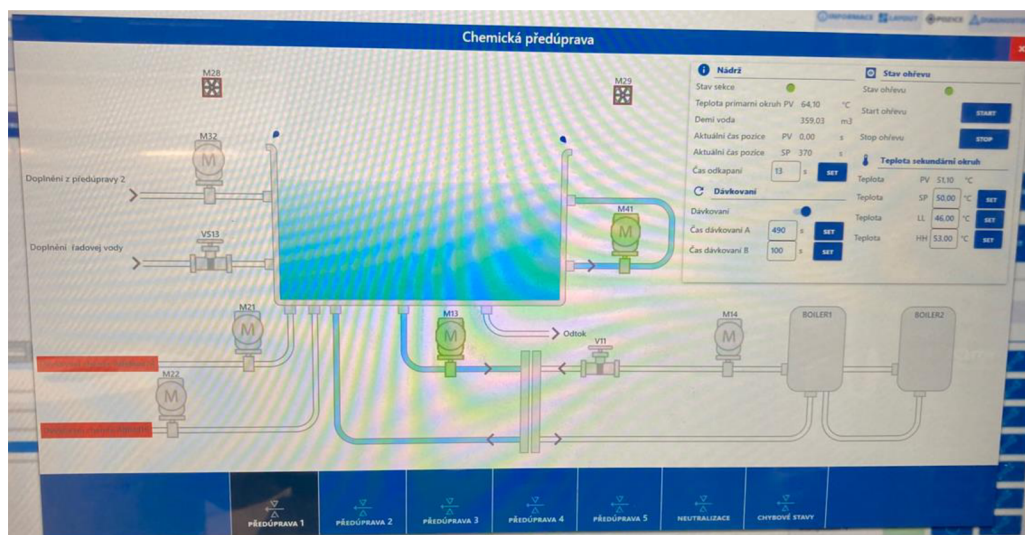 INFORMACE LAYOUT POZICE
Chemická předúprava
M28
M29
M32
M
Doplnění z předúpravy 2
VS13
Doplnění řadové vody
M41
M
M21
M
M22
M
M13
M
Odtok
V11
M14
M
BOILER1
BOILER2
Nádrž
Stav sekce
Teplota primarní okruh PV 64,10 °C
Demi voda 359,03 m3
Aktuální čas pozice PV 0,00 s
Aktuální čas pozice SP 370 s
Čas odkapaní 13 s SET
Dávkovaní
Dávkovaní
Čas dávkovaní A 490 s SET
Čas dávkovaní B 100 s SET
Stav ohřevu
Stav ohřevu
Start ohřevu START
Stop ohřevu STOP
Teplota sekundární okruh
Teplota PV 51,10 °C
Teplota SP 50,00 °C SET
Teplota LL 46,00 °C SET
Teplota HH 53,00 °C SET
PŘEDÚPRAVA 1
PŘEDÚPRAVA 2
PŘEDÚPRAVA 3
PŘEDÚPRAVA 4
PŘEDÚPRAVA 5
NEUTRALIZACE
CHYBOVÉ STAVY